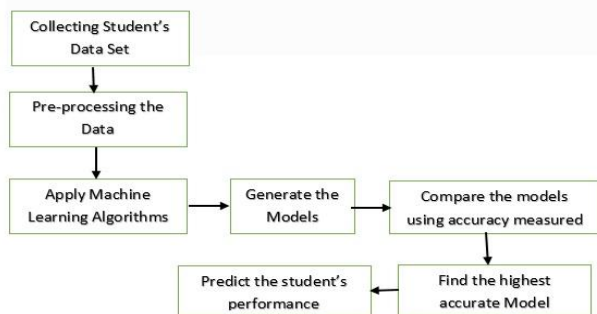 Collecting Student's
Data Set
Pre-processing the
Data
Apply Machine
Learning Algorithms
Generate the
Models
Compare the models
using accuracy measured
Find the highest
accurate Model
Predict the student's
performance